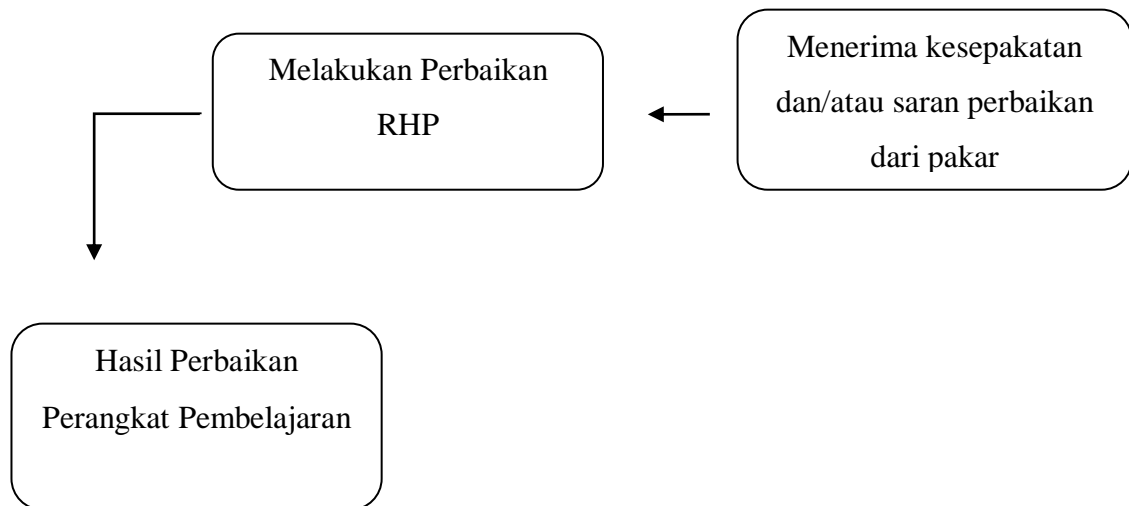 Melakukan Perbaikan
RHP
Menerima kesepakatan
dan/atau saran perbaikan
dari pakar
Hasil Perbaikan
Perangkat Pembelajaran